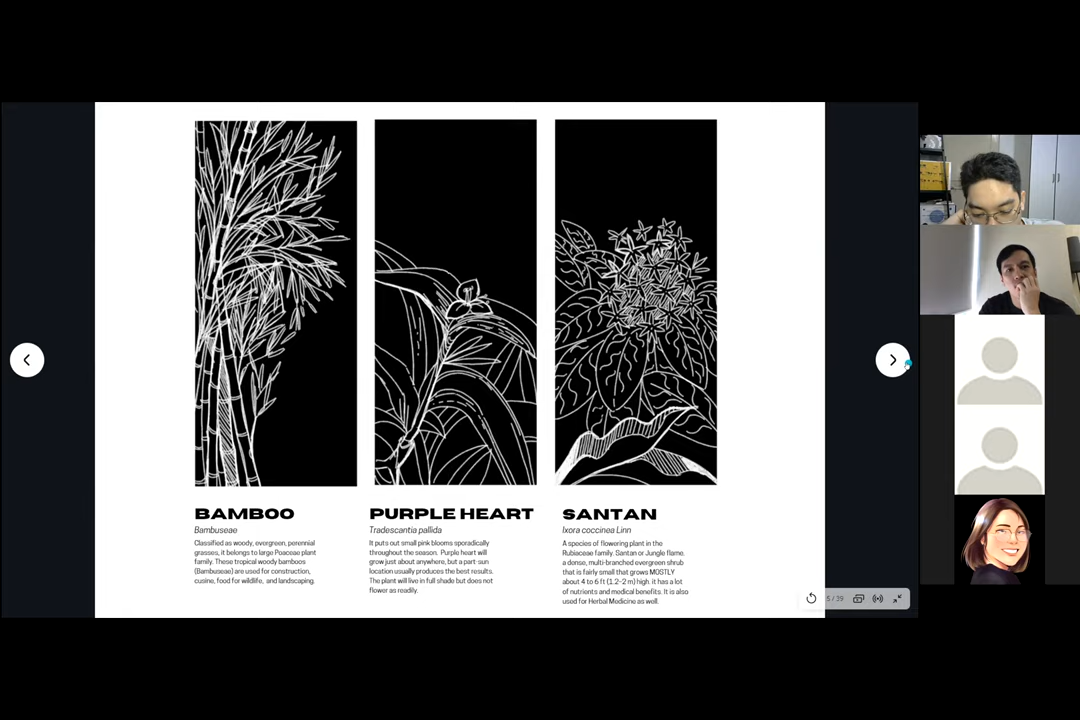 BAMBOO
Bambuseae
Classified as woody, evergreen, perennial
grasses, it belongs to large Poaceae plant
family. These tropical woody bamboos
(Bambuseae) are used for construction,
cusine, food for wildlife, and landscaping.
PURPLE HEART
Tradescantia pallida
It puts out small pink blooms sporadically
throughout the season. Purple heart will
grow just about anywhere, but a part-sun
location usually produces the best results.
The plant will live in full shade but does not
flower as readily.
SANTAN
Ixora coccinea Linn
A species of flowering plant in the
Rubiaceae family. Santan or Jungle flame.
a dense, multi-branched evergreen shrub
that is fairly small that grows MOSTLY
about 4 to 6 ft (1.2–2 m) high. it has a lot
of nutrients and medical benefits. It is also
used for Herbal Medicine as well.
5 / 39